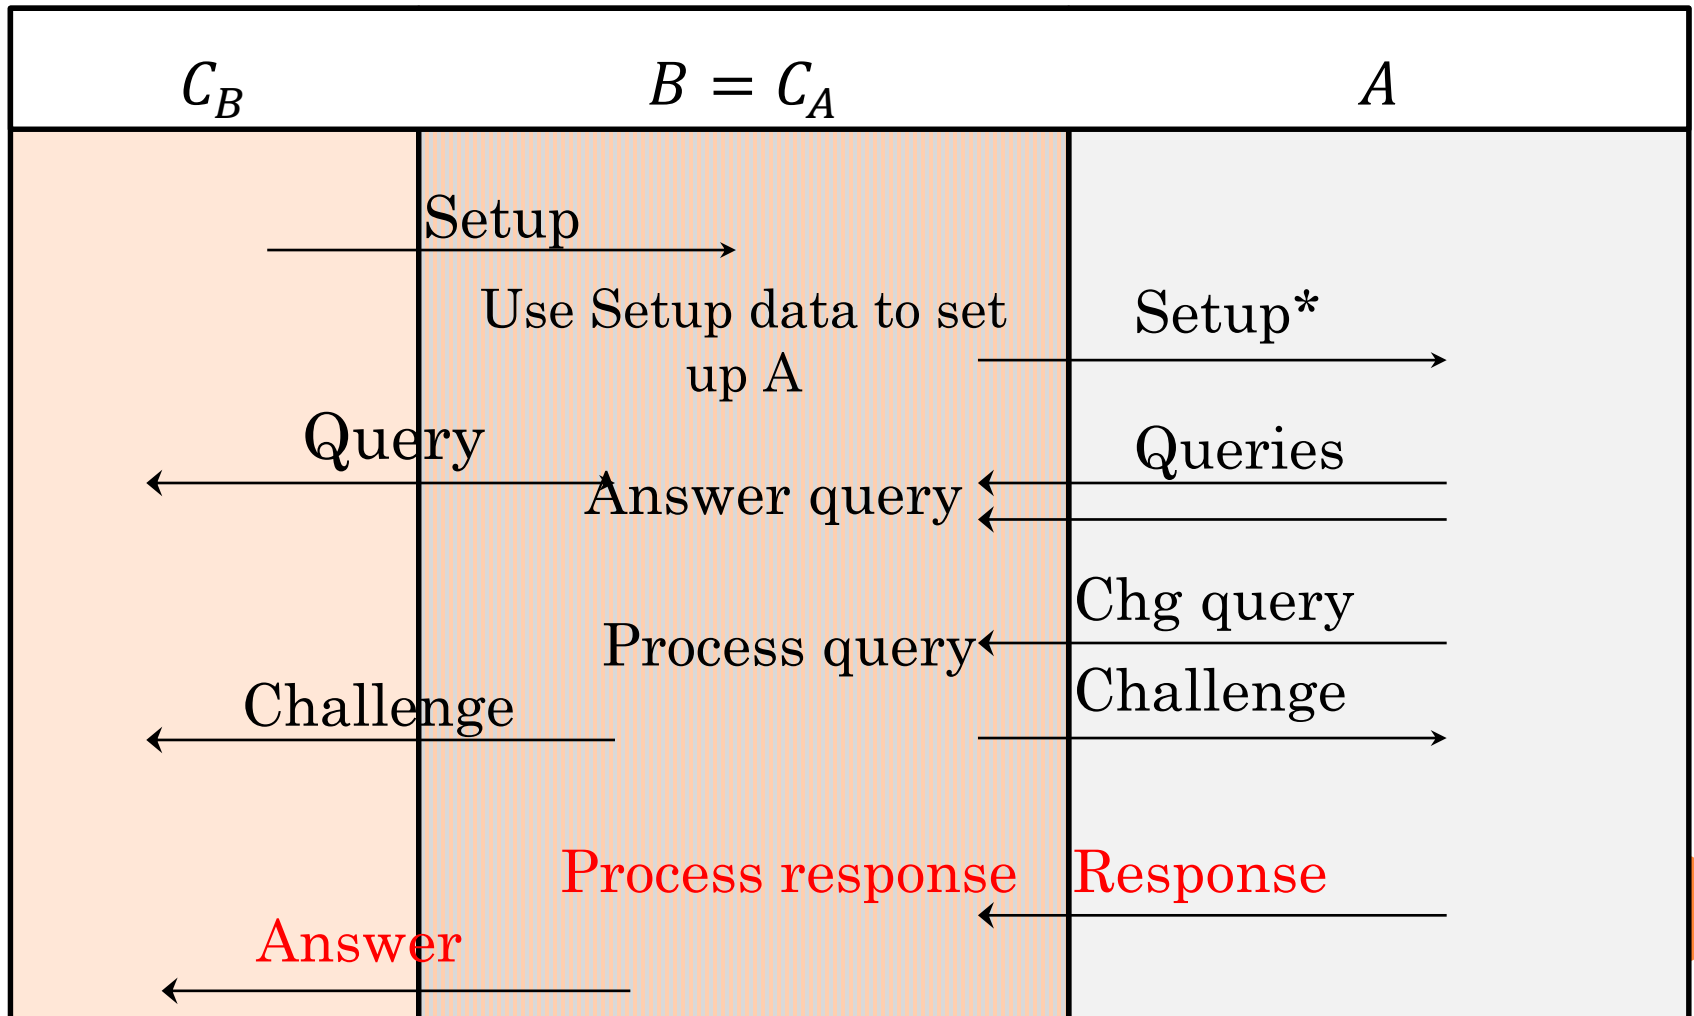 C_B
B = C_A
A
Setup
Use Setup data to set
up A
Setup*
Query
Queries
Answer query
Chg query
Process query
Challenge
Challenge
Process response
Response
Answer